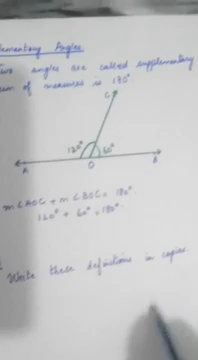 lementary Angles
Two angles are called supplementary
sum of measures is 180°
C
120° 60°
A O B
m∠AOC + m∠BOC = 180°
120° + 60° = 180°
Write these definitions in copies.